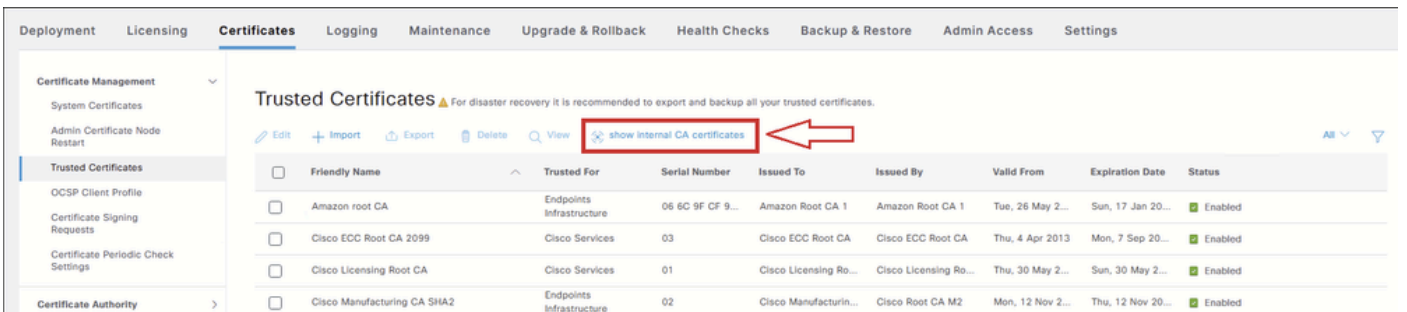 Deployment Licensing Certificates Logging Maintenance Upgrade & Rollback Health Checks Backup & Restore Admin Access Settings
Certificate Management
System Certificates
Admin Certificate Node
Restart
Trusted Certificates
OCSP Client Profile
Certificate Signing
Requests
Certificate Periodic Check
Settings
Certificate Authority
Trusted Certificates For disaster recovery it is recommended to export and backup all your trusted certificates.
Edit Import Export Delete View show internal CA certificates All
Friendly Name Trusted For Serial Number Issued To Issued By Valid From Expiration Date Status
Amazon root CA Endpoints Infrastructure 06 6C 9F CF 9... Amazon Root CA 1 Amazon Root CA 1 Tue, 26 May 2... Sun, 17 Jan 20... Enabled
Cisco ECC Root CA 2099 Cisco Services 03 Cisco ECC Root CA Cisco ECC Root CA Thu, 4 Apr 2013 Mon, 7 Sep 20... Enabled
Cisco Licensing Root CA Cisco Services 01 Cisco Licensing Ro... Cisco Licensing Ro... Thu, 30 May 2... Sun, 30 May 2... Enabled
Cisco Manufacturing CA SHA2 Endpoints Infrastructure 02 Cisco Manufacturin... Cisco Root CA M2 Mon, 12 Nov 2... Thu, 12 Nov 20... Enabled